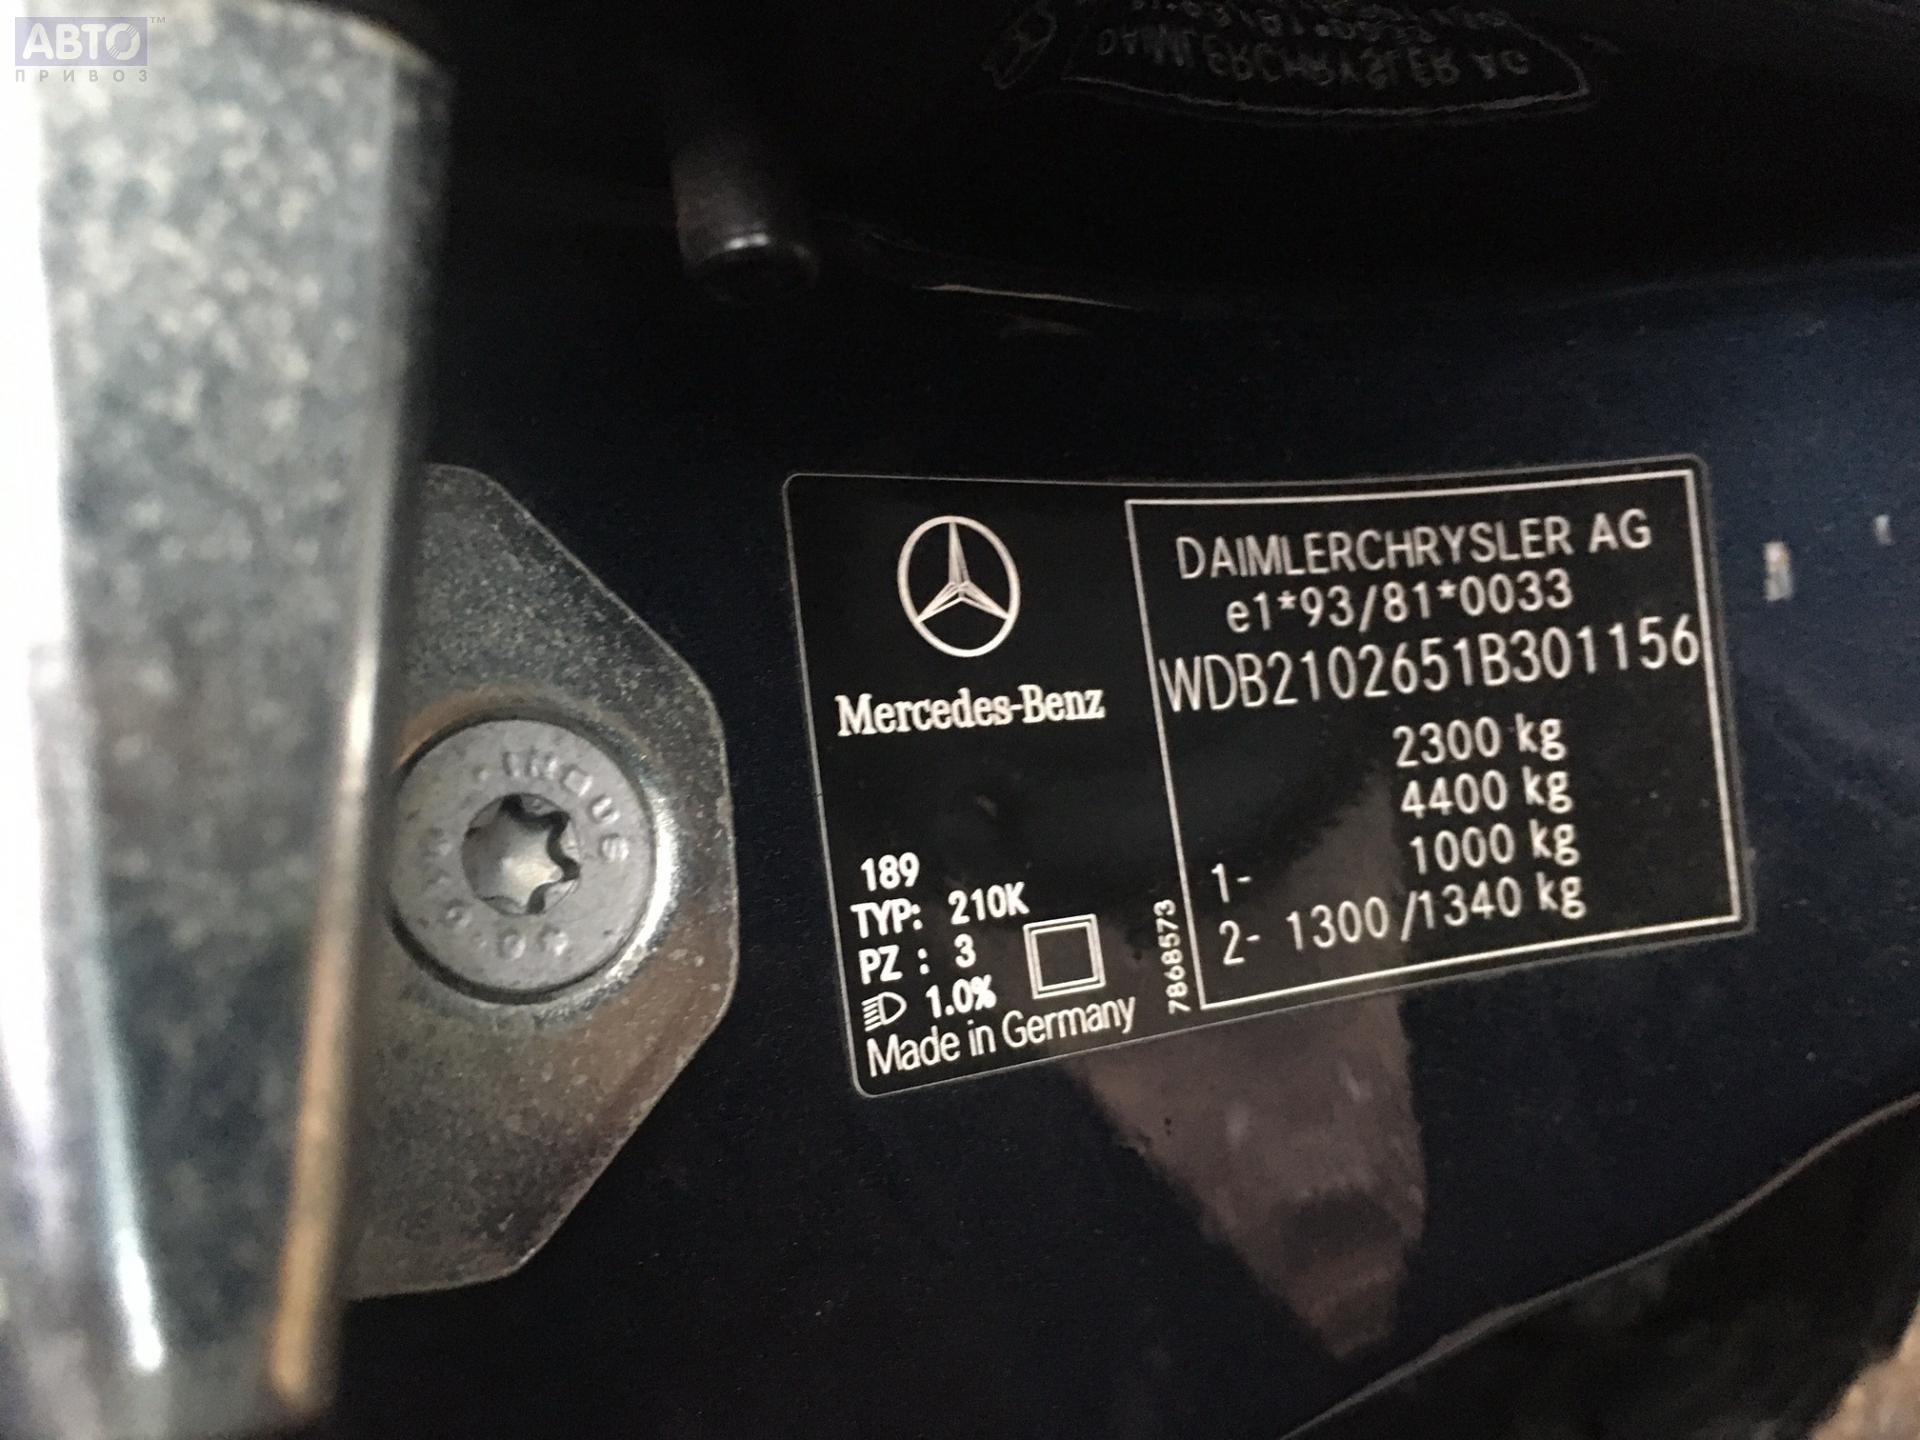 АВТО™
ПРИВОЗ
DAIMLERCHRYSLER AG
Mercedes-Benz
189
TYP: 210K
PZ : 3
1.0%
Made in Germany
7868573
DAIMLERCHRYSLER AG
e1*93/81*0033
WDB2102651B301156
2300 kg
4400 kg
1- 1000 kg
2- 1300/1340 kg